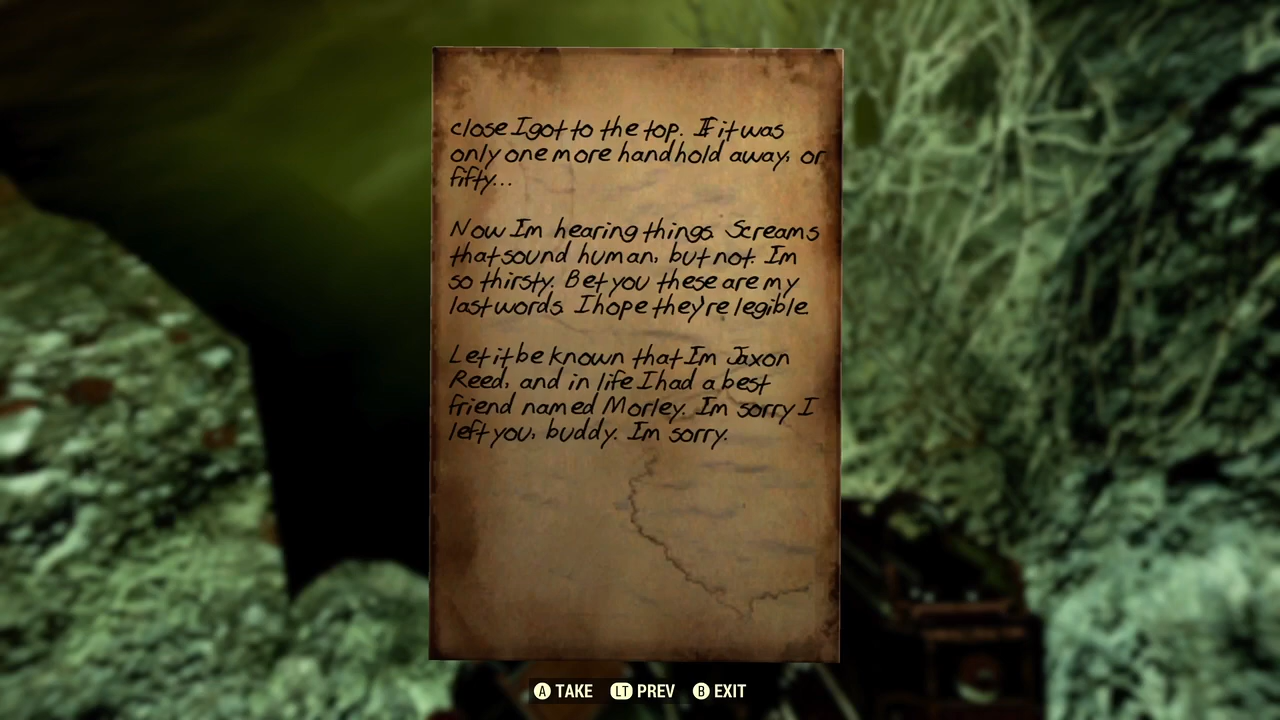 close I got to the top. If it was
only one more handhold away, or
fifty...
Now Im hearing things. Screams
that sound human, but not. Im
so thirsty. Bet you these are my
last words. I hope they're legible.
Let it be known that Im Jaxon
Reed, and in life I had a best
friend named Morley. Im sorry I
left you, buddy. Im sorry.
A TAKE LT PREV B EXIT